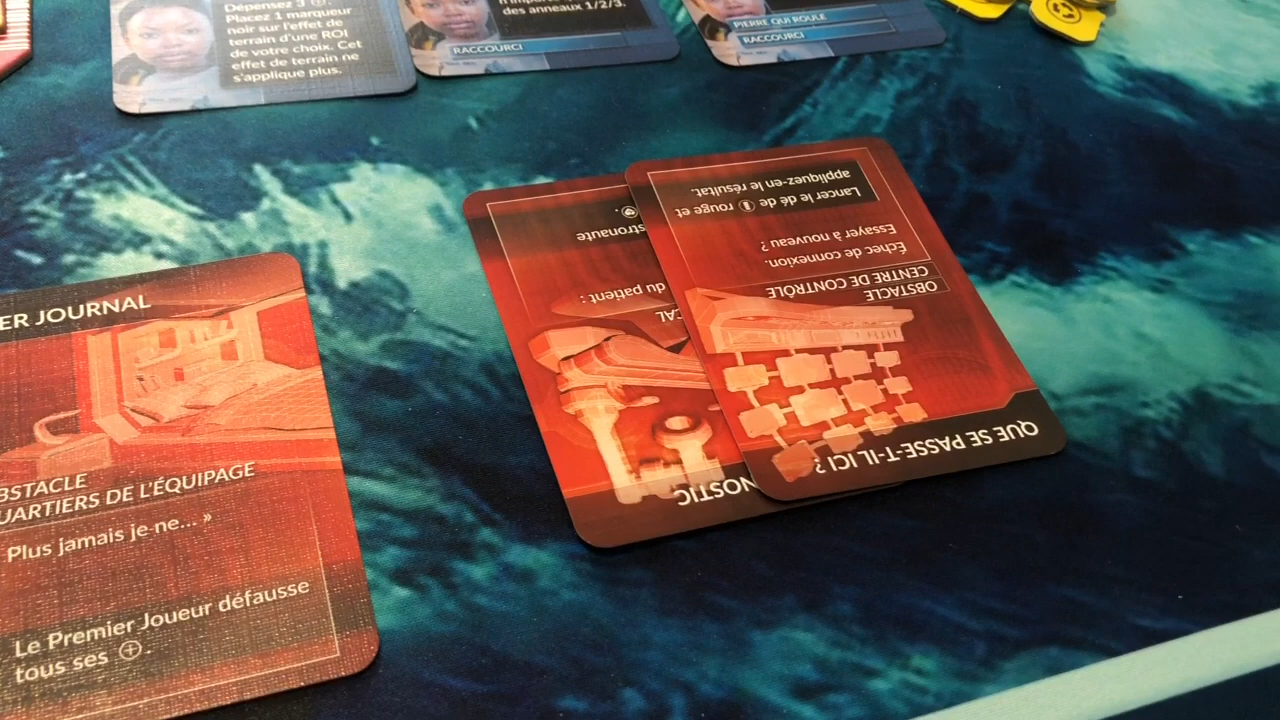 Dépensez 3
Placez 1 marqueur
noir sur l'effet de
terrain d'une ROI
de votre choix. Cet
effet de terrain ne
s'applique plus.
des anneaux 1/2/3.
RACCOURCI
PIERRE QUI ROULE
RACCOURCI
ER JOURNAL
BSTACLE
UARTIERS DE L'ÉQUIPAGE
Plus jamais je-ne... »
Le Premier Joueur défausse
tous ses ⊕.
NOSTIC
CAL
du patient :
stronaute
QUE SE PASSE-T-IL ICI ?
OBSTACLE
CENTRE DE CONTRÔLE
Échec de connexion.
Essayer à nouveau ?
Lancer le dé de rouge et
appliquez-en le résultat.